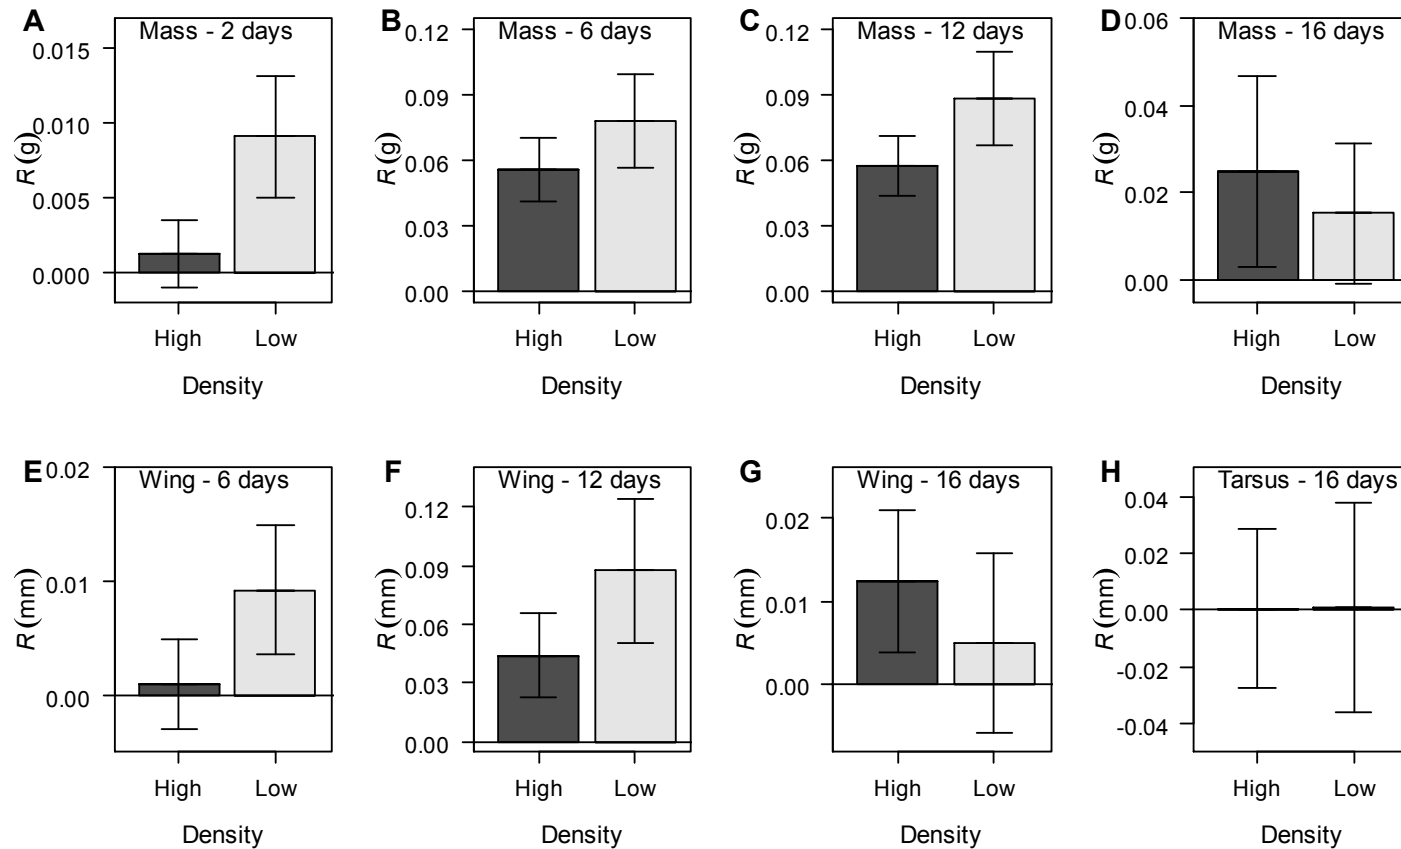 A
Mass - 2 days
0.015
0.010
0.005
0.000
R (g)
High
Low
Density
B
Mass - 6 days
0.12
0.09
0.06
0.03
0.00
R (g)
High
Low
Density
C
Mass - 12 days
0.12
0.09
0.06
0.03
0.00
R (g)
High
Low
Density
D
Mass - 16 days
0.06
0.04
0.02
0.00
R (g)
High
Low
Density
E
Wing - 6 days
0.02
0.01
0.00
R (mm)
High
Low
Density
F
Wing - 12 days
0.12
0.09
0.06
0.03
0.00
R (mm)
High
Low
Density
G
Wing - 16 days
0.02
0.01
0.00
R (mm)
High
Low
Density
H
Tarsus - 16 days
0.04
0.02
0.00
-0.02
-0.04
R (mm)
High
Low
Density